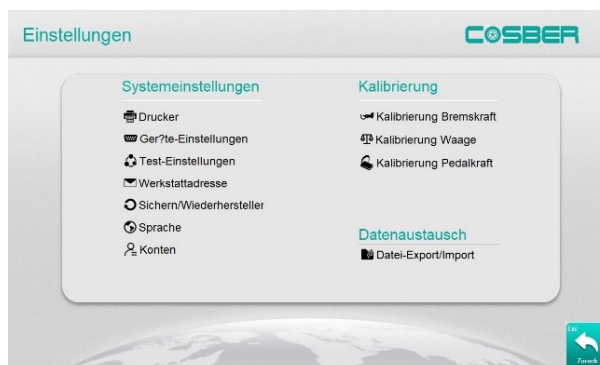 Einstellungen
COSBER
Systemeinstellungen
Drucker
Ger?te-Einstellungen
Test-Einstellungen
Werkstattadresse
Sichern/Wiederhersteller
Sprache
Konten
Kalibrierung
Kalibrierung Bremskraft
Kalibrierung Waage
Kalibrierung Pedalkraft
Datenaustausch
Datei-Export/Import
Esc
Zurück